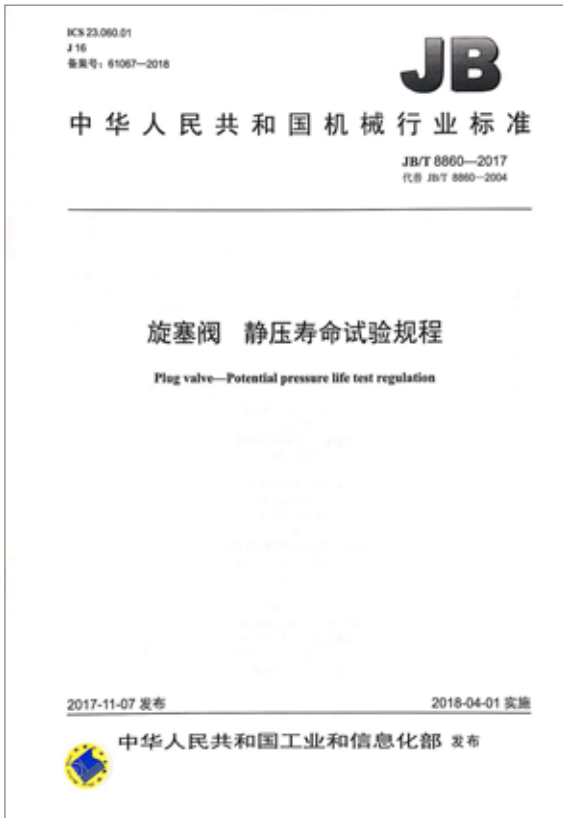 ICS 23.060.01
J 16
备案号：61067—2018
JB
中华人民共和国机械行业标准
JB/T 8860—2017
代替 JB/T 8860—2004
旋塞阀　静压寿命试验规程
Plug valve—Potential pressure life test regulation
2017-11-07 发布
2018-04-01 实施
中华人民共和国工业和信息化部 发布